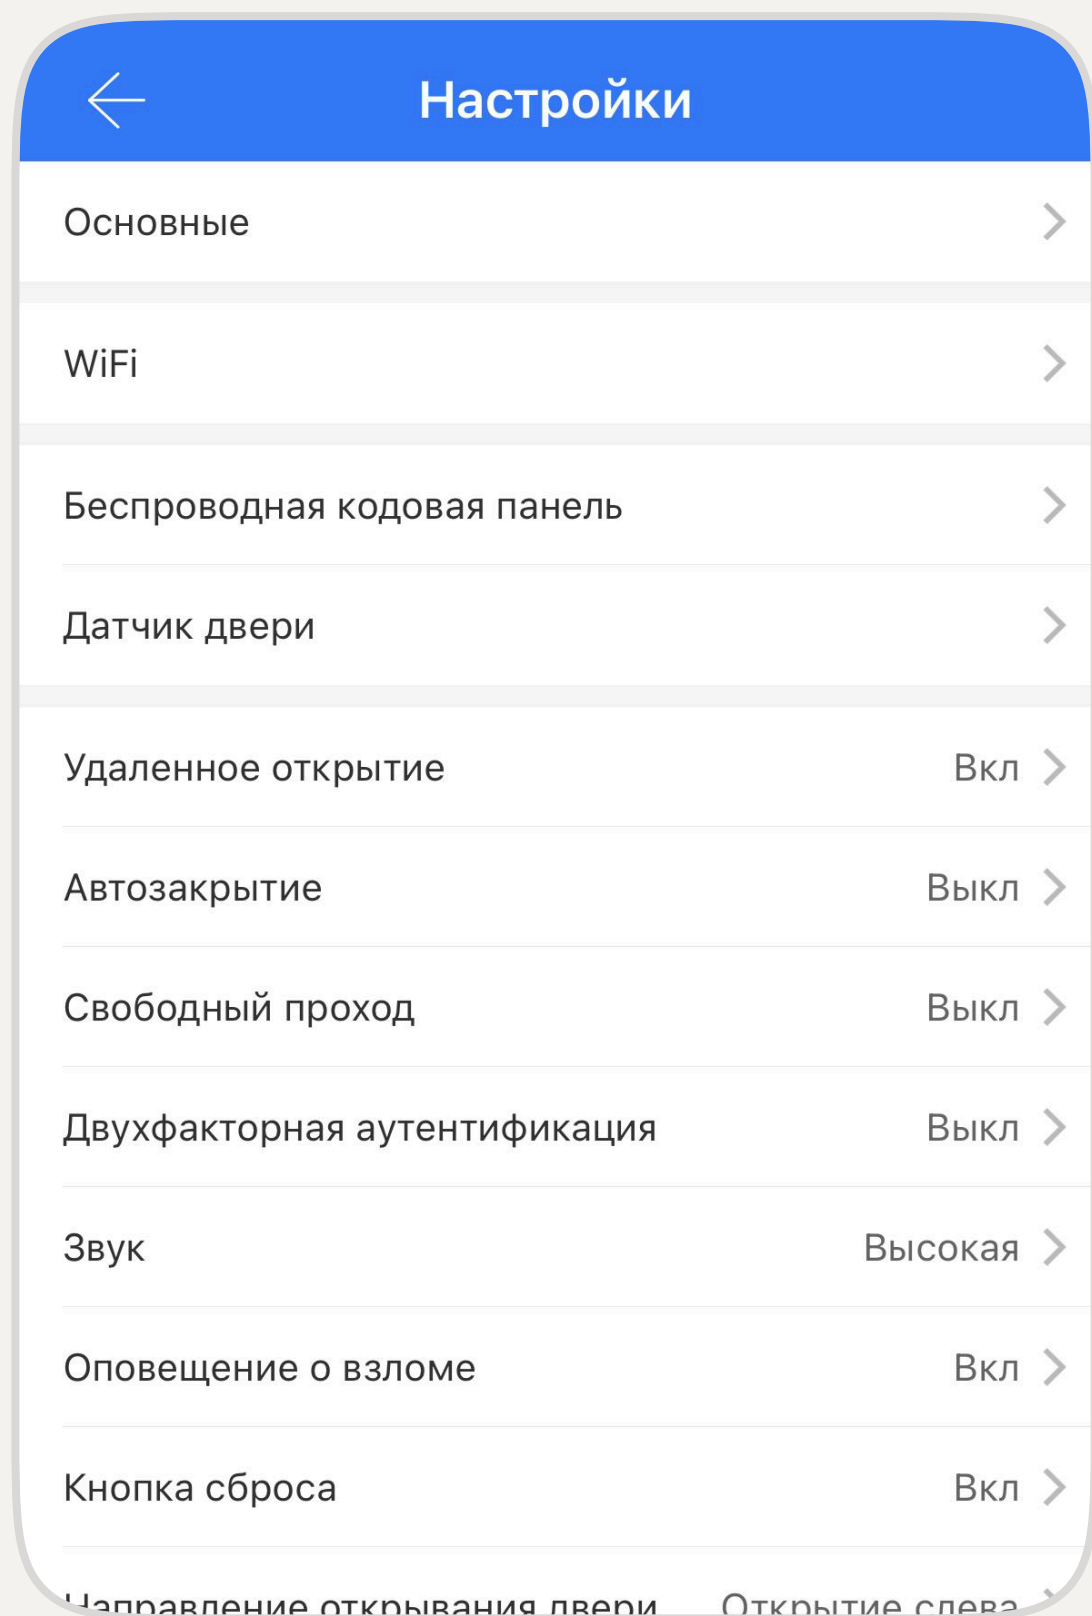 Настройки
Основные
WiFi
Беспроводная кодовая панель
Датчик двери
Удаленное открытие Вкл
Автозакрытие Выкл
Свободный проход Выкл
Двухфакторная аутентификация Выкл
Звук Высокая
Оповещение о взломе Вкл
Кнопка сброса Вкл
Направление открывания двери Открытие слева